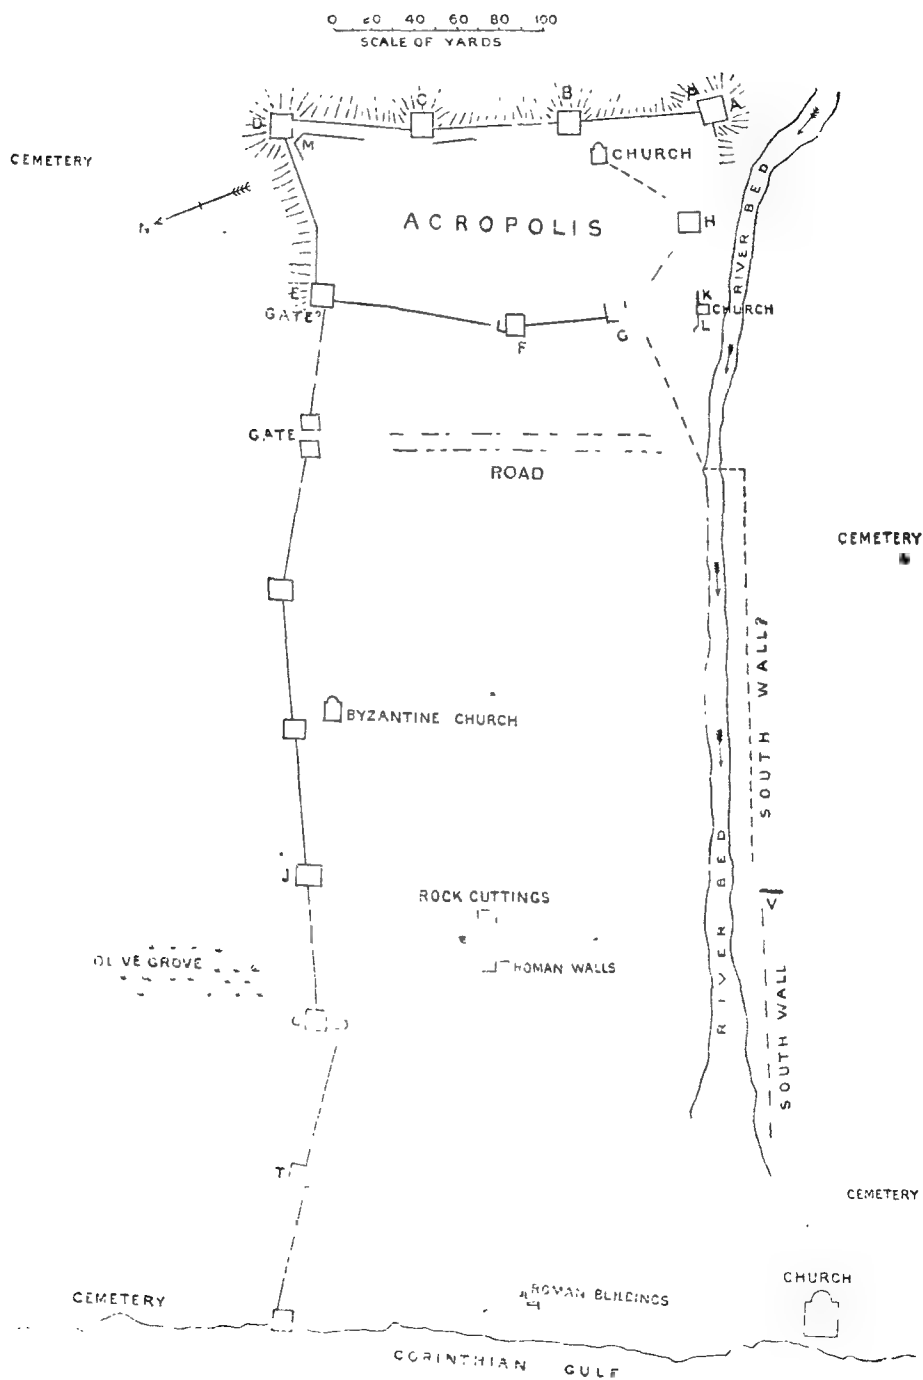 0 20 40 60 80 100
SCALE OF YARDS
D
C
B
A
M
CEMETERY
CHURCH
N
ACROPOLIS
H
RIVER BED
E
GATE?
K
CHURCH
L
F
G
GATE
ROAD
CEMETERY
SOUTH WALL?
BYZANTINE CHURCH
J
ROCK CUTTINGS
V
RIVER BED
OLIVE GROVE
ROMAN WALLS
SOUTH WALL
T
CEMETERY
CHURCH
CEMETERY
ROMAN BUILDINGS
CORINTHIAN GULF